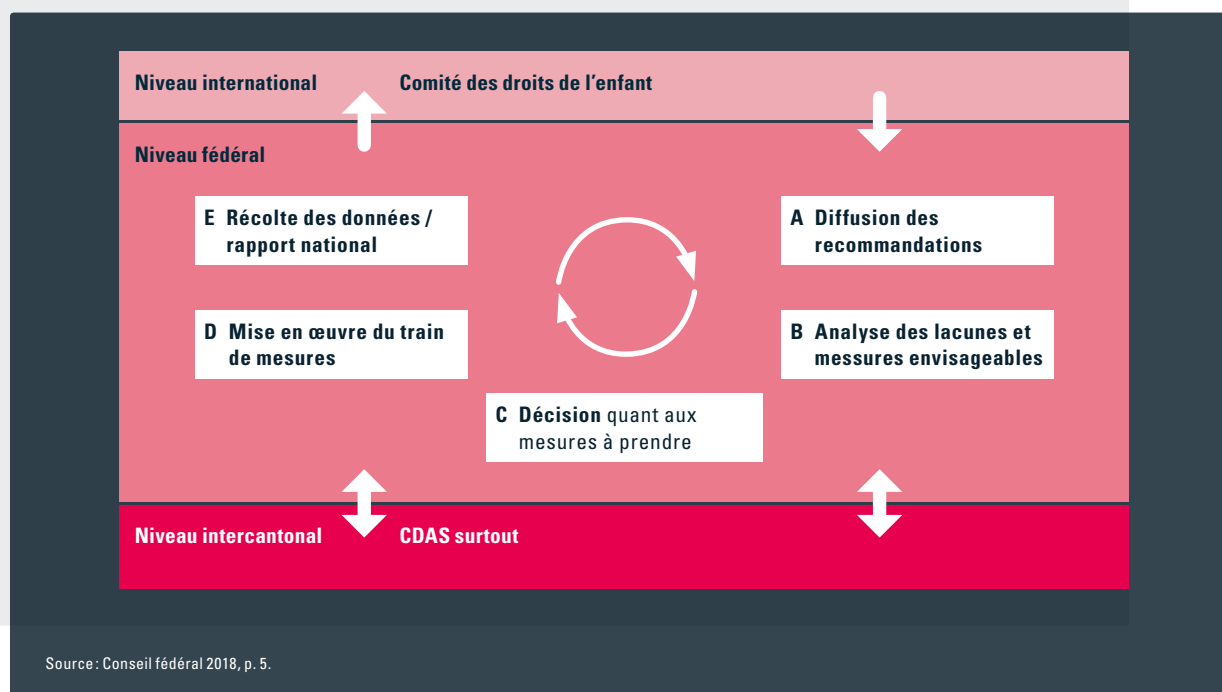 Niveau international
Comité des droits de l'enfant
Niveau fédéral
E Récolte des données /
rapport national
A Diffusion des
recommandations
D Mise en œuvre du train
de mesures
B Analyse des lacunes et
messures envisageables
C Décision quant aux
mesures à prendre
Niveau intercantonal
CDAS surtout
Source : Conseil fédéral 2018, p. 5.